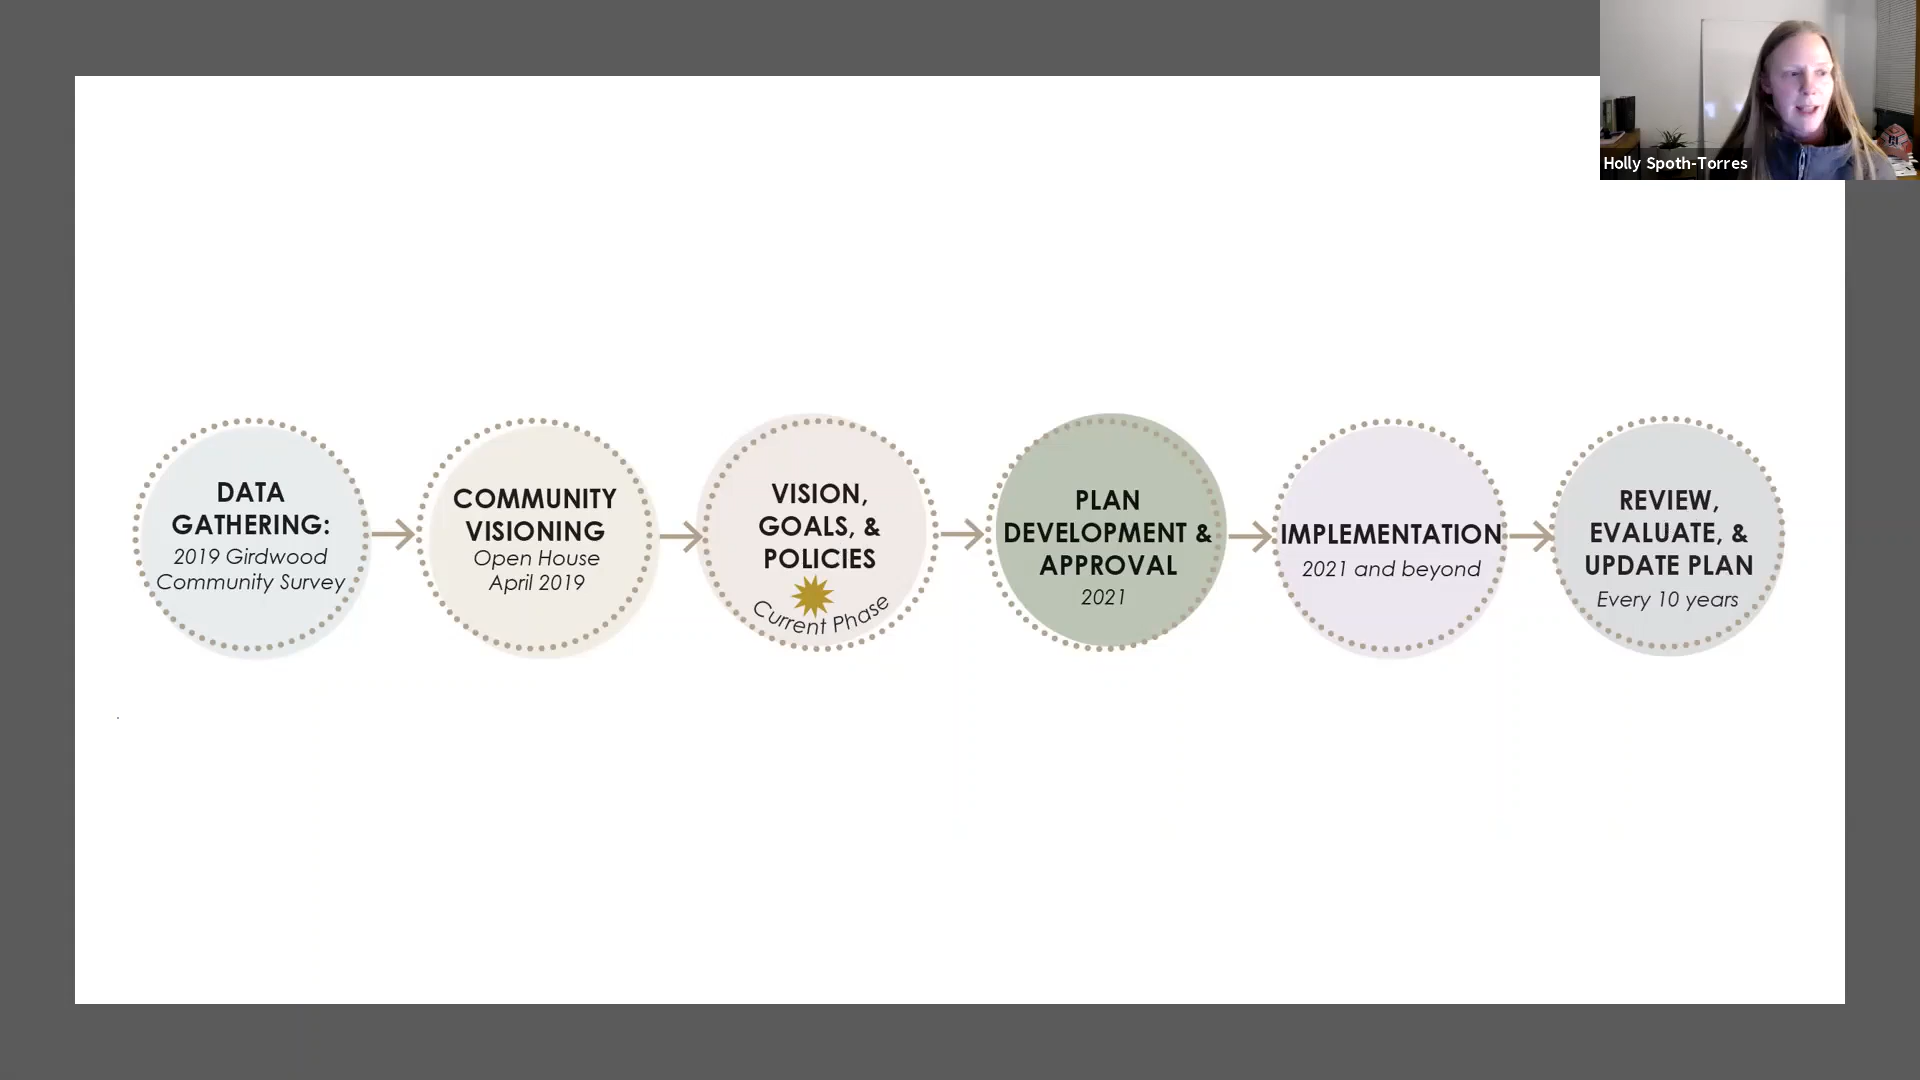 Holly Spoth-Torres
DATA
GATHERING:
2019 Girdwood
Community Survey
COMMUNITY
VISIONING
Open House
April 2019
VISION,
GOALS, &
POLICIES
Current Phase
PLAN
DEVELOPMENT &
APPROVAL
2021
IMPLEMENTATION
2021 and beyond
REVIEW,
EVALUATE, &
UPDATE PLAN
Every 10 years